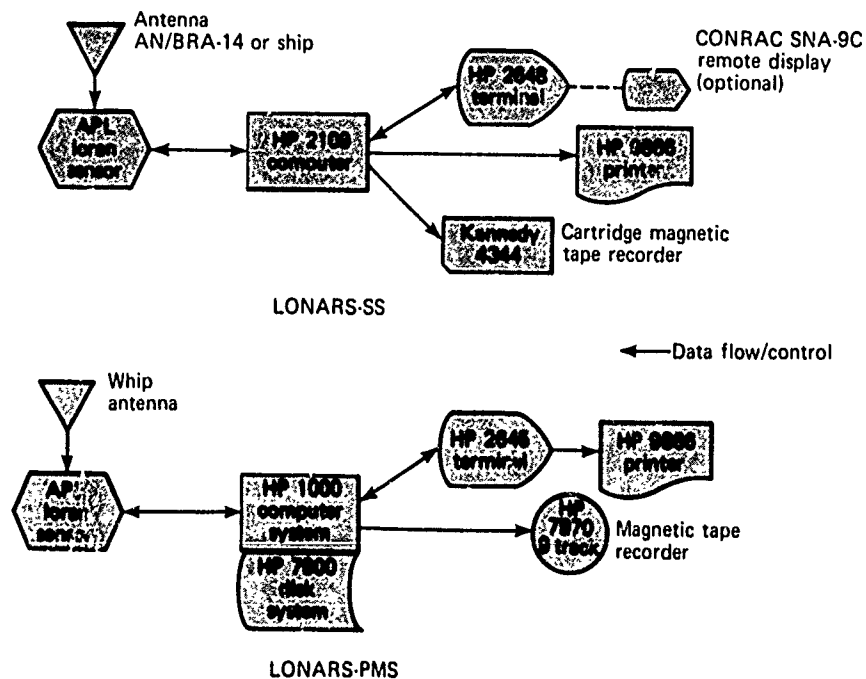 Antenna
AN/BRA-14 or ship
CONRAC SNA-9C
remote display
(optional)
HP 2648
terminal
APL
loran
sensor
HP 2109
computer
HP 9866
printer
Kennedy
4344
Cartridge magnetic
tape recorder
LONARS-SS
Data flow/control
Whip
antenna
HP 2645
terminal
HP 9866
printer
APL
loran
sensor
HP 1000
computer
system
HP 7900
disk
system
HP
7970
9 track
Magnetic tape
recorder
LONARS-PMS